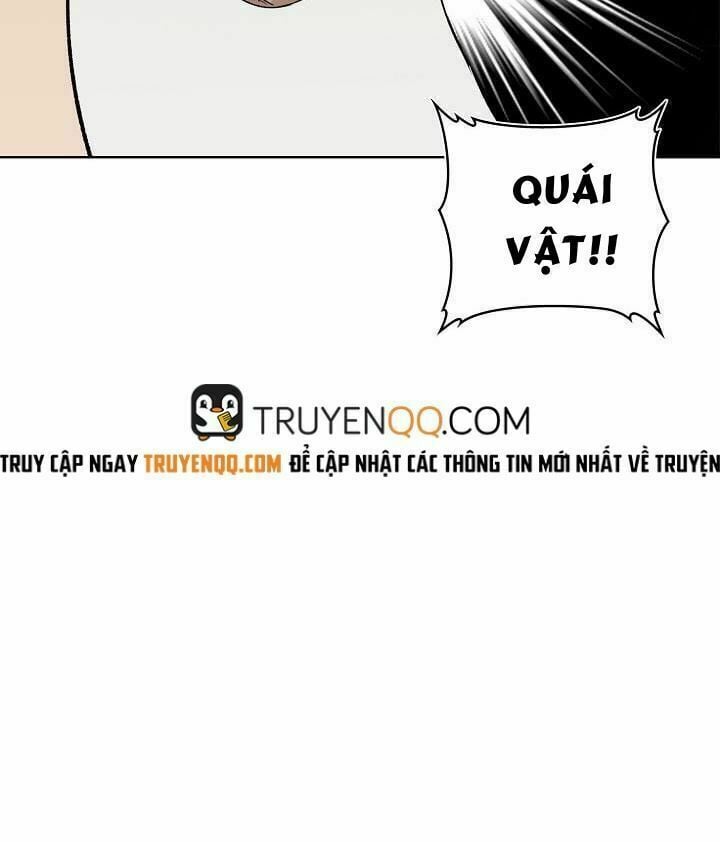 QUÁI
VẬT!!
TRUYENQQ.COM
TRUY CẬP NGAY TRUYENQQ.COM ĐỂ CẬP NHẬT CÁC THÔNG TIN MỚI NHẤT VỀ TRUYỆN